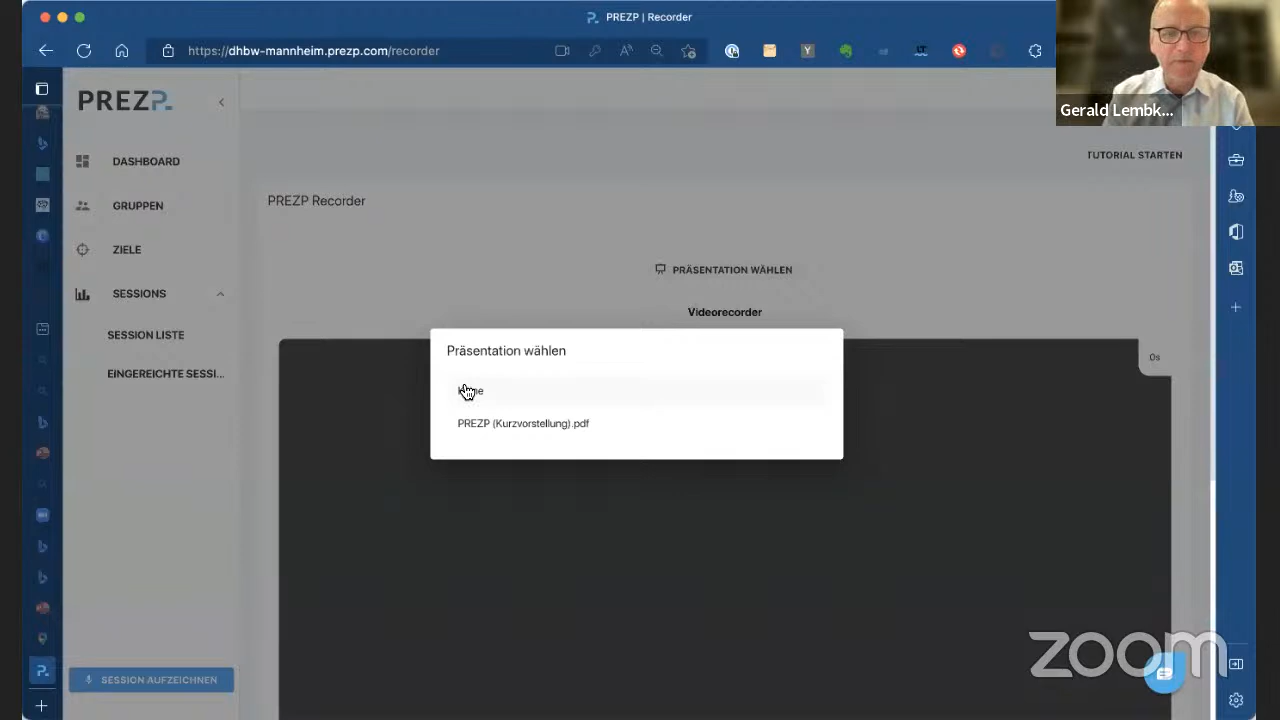 PREZP | Recorder
https://dhbw-mannheim.prezp.com/recorder
Gerald Lembk...
PREZP
DASHBOARD
GRUPPEN
ZIELE
SESSIONS
SESSION LISTE
EINGEREICHTE SESSI...
SESSION AUFZEICHNEN
TUTORIAL STARTEN
PREZP Recorder
PRÄSENTATION WÄHLEN
Videorecorder
0s
Präsentation wählen
PREZP (Kurzvorstellung).pdf
zoom